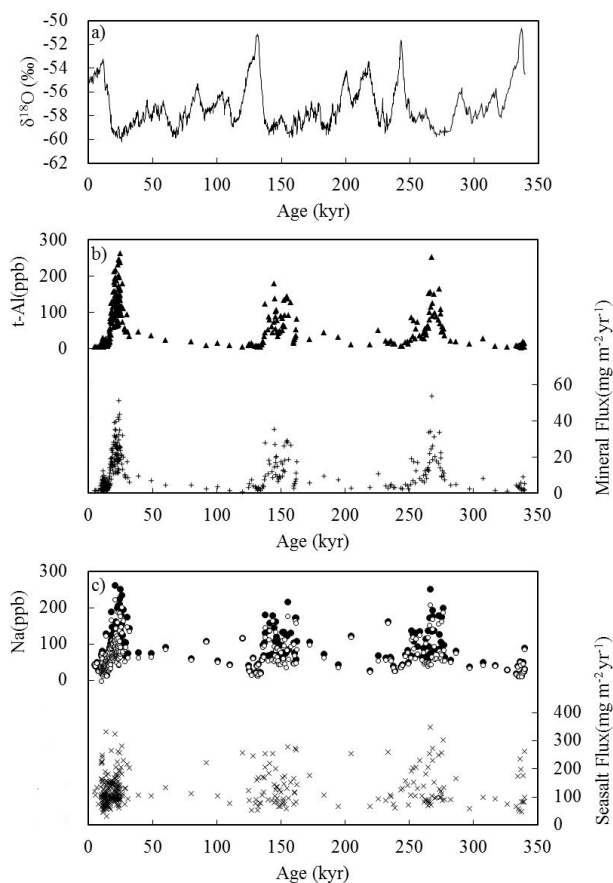 a)
δ¹⁸O (‰)
-50
-52
-54
-56
-58
-60
-62
0 50 100 150 200 250 300 350
Age (kyr)
b)
t-Al(ppb)
300
200
100
0
Mineral Flux(mg m⁻² yr⁻¹)
60
40
20
0
0 50 100 150 200 250 300 350
Age (kyr)
c)
Na(ppb)
300
200
100
0
Seasalt Flux(mg m⁻² yr⁻¹)
400
300
200
100
0
0 50 100 150 200 250 300 350
Age (kyr)